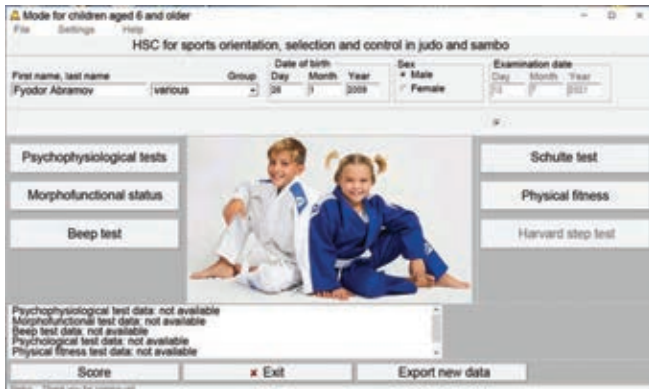 Mode for children aged 6 and older
File Settings Help
HSC for sports orientation, selection and control in judo and sambo
Date of birth Sex Examination date
First name, last name Group Day Month Year Male Day Month Year
Fyodor Abramov various 26 2009 Female
Psychophysiological tests Schulte test
Morphofunctional status Physical fitness
Beep test Harvard step test
Psychophysiological test data: not available
Morphofunctional test data: not available
Beep test data: not available
Psychological test data: not available
Physical fitness test data: not available
Score Exit Export new data